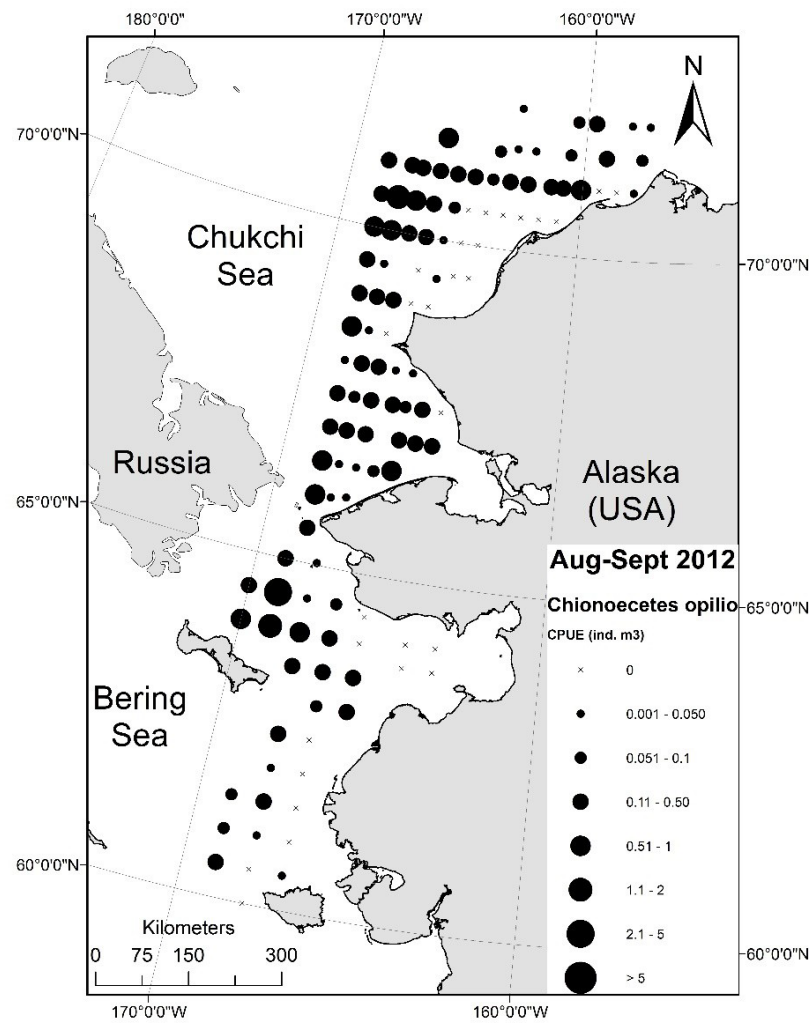 180°0'0"
170°0'0"W
160°0'0"W
N
70°0'0"N
Chukchi
Sea
70°0'0"N
Russia
Alaska
(USA)
65°0'0"N
Aug-Sept 2012
Chionoecetes opilio
65°0'0"N
CPUE (ind. m3)
0
Bering
Sea
0.001 - 0.050
0.051 - 0.1
0.11 - 0.50
0.51 - 1
60°0'0"N
1.1 - 2
Kilometers
0 75 150 300
2.1 - 5
60°0'0"N
> 5
170°0'0"W
160°0'0"W